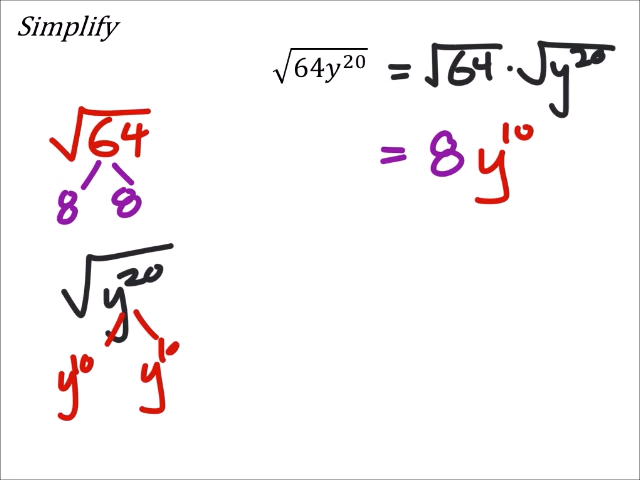 Simplify
√64y²⁰ = √64 · √y²⁰
= 8y¹⁰
√64
8 8
√y²⁰
y¹⁰ y¹⁰